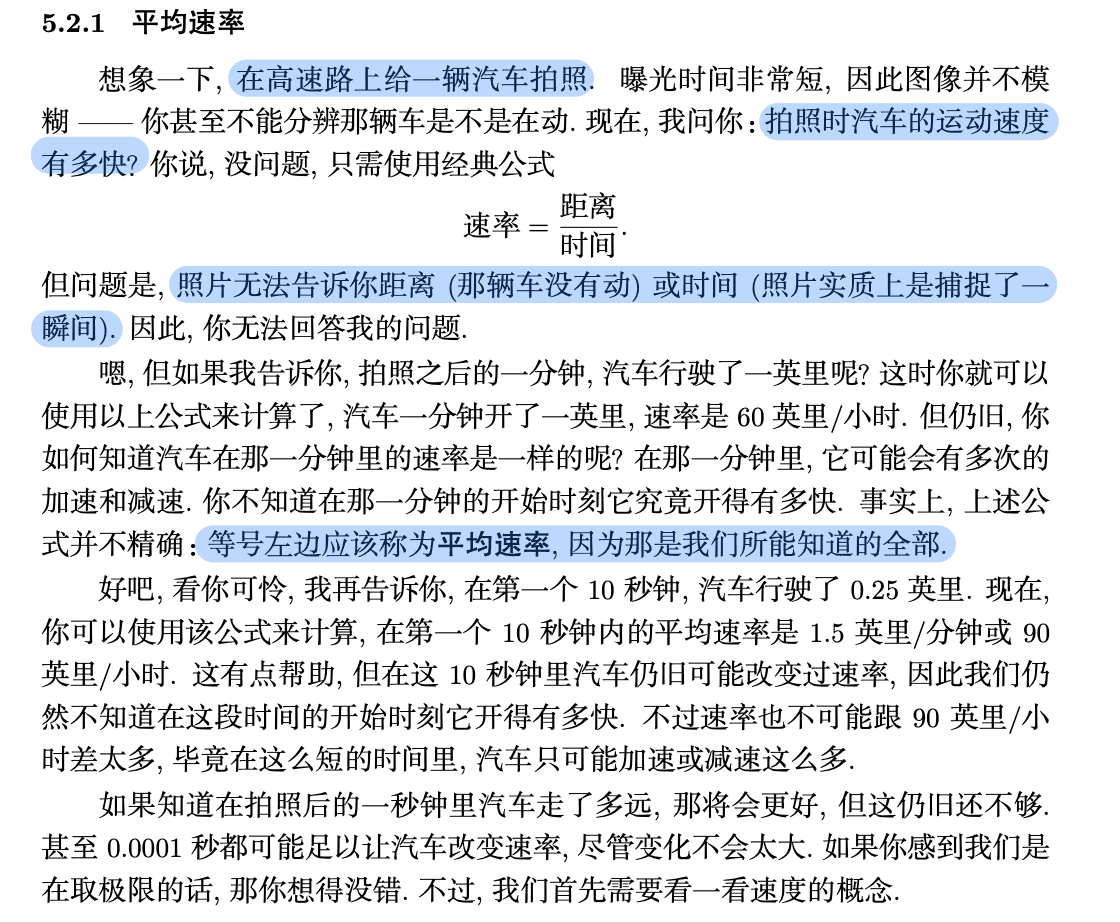 5.2.1 平均速率
想象一下, 在高速路上给一辆汽车拍照. 曝光时间非常短, 因此图像并不模
糊 —— 你甚至不能分辨那辆车是不是在动. 现在, 我问你: 拍照时汽车的运动速度
有多快? 你说, 没问题, 只需使用经典公式
速率 = 距离/时间.
但问题是, 照片无法告诉你距离 (那辆车没有动) 或时间 (照片实质上是捕捉了一
瞬间). 因此, 你无法回答我的问题.
嗯, 但如果我告诉你, 拍照之后的一分钟, 汽车行驶了一英里呢? 这时你就可以
使用以上公式来计算了, 汽车一分钟开了一英里, 速率是 60 英里/小时. 但仍旧, 你
如何知道汽车在那一分钟里的速率是一样的呢? 在那一分钟里, 它可能会有多次的
加速和减速. 你不知道在那一分钟的开始时刻它究竟开得有多快. 事实上, 上述公
式并不精确: 等号左边应该称为平均速率, 因为那是我们所能知道的全部.
好吧, 看你可怜, 我再告诉你, 在第一个 10 秒钟, 汽车行驶了 0.25 英里. 现在,
你可以使用该公式来计算, 在第一个 10 秒钟内的平均速率是 1.5 英里/分钟或 90
英里/小时. 这有点帮助, 但在这 10 秒钟里汽车仍旧可能改变过速率, 因此我们仍
然不知道在这段时间的开始时刻它开得有多快. 不过速率也不可能跟 90 英里/小
时差太多, 毕竟在这么短的时间里, 汽车只可能加速或减速这么多.
如果知道在拍照后的一秒钟里汽车走了多远, 那将会更好, 但这仍旧还不够.
甚至 0.0001 秒都可能足以让汽车改变速率, 尽管变化不会太大. 如果你感到我们是
在取极限的话, 那你想得没错. 不过, 我们首先需要看一看速度的概念.